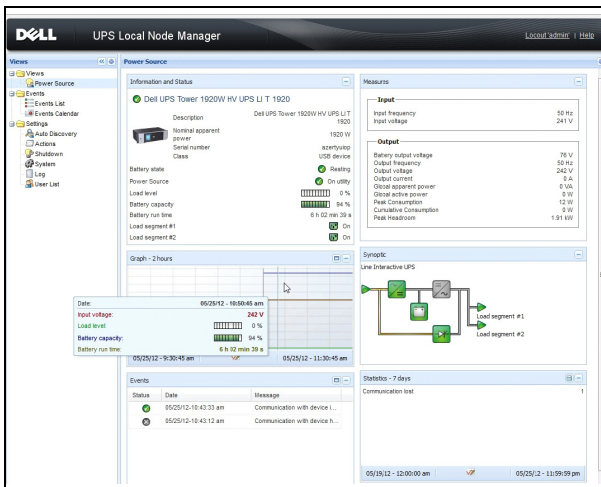 DELL
UPS Local Node Manager
Locout 'admin' | Help
Views
Views
Power Source
Events
Events List
Events Calendar
Settings
Auto Discovery
Actions
Shutdown
System
Log
User List
Power Source
Information and Status
Dell UPS Tower 1920W HV UPS LI T 1920
Description
Dell UPS Tower 1920W HV UPS LI T
1920
Nominal apparent
power
1920 W
Serial number
azertyuiop
Class
USB device
Battery state
Resting
Power Source
On utility
Load level
0 %
Battery capacity
94 %
Battery run time
6 h 02 min 39 s
Load segment #1
On
Load segment #2
On
Measures
Input
Input frequency
50 Hz
Input voltage
241 V
Output
Battery output voltage
76 V
Output frequency
50 Hz
Output voltage
242 V
Output current
0 A
Glocal apparent power
0 VA
Glocal active power
0 W
Peak Consumption
12 W
Cumulative Consumption
0 W
Peak Headroom
1.91 kW
Graph - 2 hours
Date:
05/25/12 - 10:50:45 am
Input voltage:
242 V
Load level:
0 %
Battery capacity:
94 %
Battery run time:
6 h 02 min 39 s
05/25/12 - 9:30:45 am
05/25/12 - 11:30:45 am
Synoptic
Line Interactive UPS
Load segment #1
Load segment #2
Events
Status
Date
Message
05/25/12-10:43:33 am
Communication with device i...
05/25/12-10:43:12 am
Communication with device h...
Statistics - 7 days
Communication lost
1
05/19/12 - 12:00:00 am
05/25/12 - 11:59:59 pm